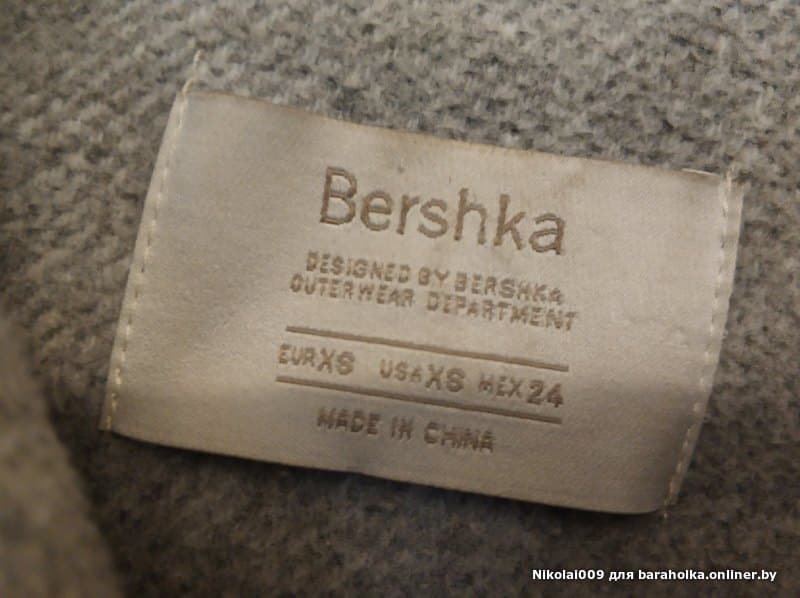 Bershka
DESIGNED BY BERSHKA
OUTERWEAR DEPARTMENT
EUR XS USA XS MEX 24
MADE IN CHINA
Nikolai009 для baraholka.onliner.by